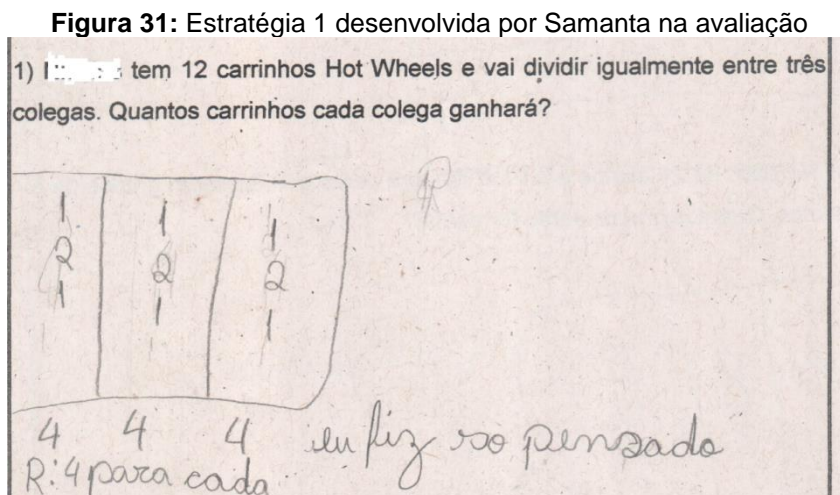 Figura 31: Estratégia 1 desenvolvida por Samanta na avaliação
1) tem 12 carrinhos Hot Wheels e vai dividir igualmente entre três
colegas. Quantos carrinhos cada colega ganhará?
1 1 1
2 2 2
1 1 1
4 4 4 eu fiz so penzado
R: 4 para cada